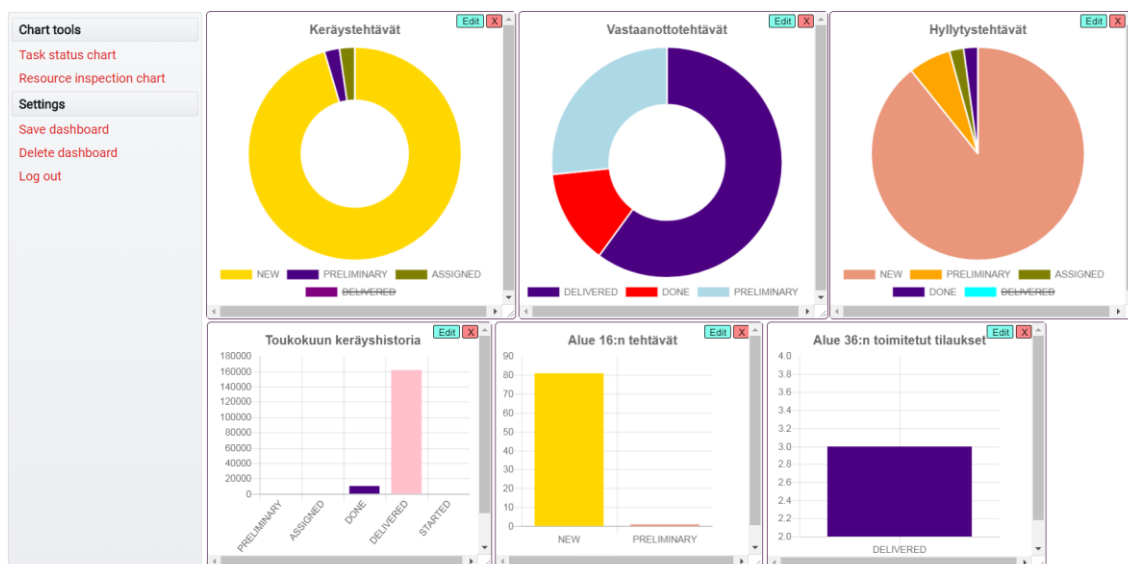 Chart tools
Task status chart
Resource inspection chart
Settings
Save dashboard
Delete dashboard
Log out
Edit X
Keräystehtävät
NEW PRELIMINARY ASSIGNED
DELIVERED
Edit X
Vastaanottotehtävät
DELIVERED DONE PRELIMINARY
Edit X
Hyllytystehtävät
NEW PRELIMINARY ASSIGNED
DONE DELIVERED
Edit X
Toukokuun keräyshistoria
180000
160000
140000
120000
100000
80000
60000
40000
20000
0
PRELIMINARY
ASSIGNED
DONE
DELIVERED
STARTED
Edit X
Alue 16:n tehtävät
90
80
70
60
50
40
30
20
10
0
NEW PRELIMINARY
Edit X
Alue 36:n toimitetut tilaukset
4.0
3.8
3.6
3.4
3.2
3.0
2.8
2.6
2.4
2.2
2.0
DELIVERED